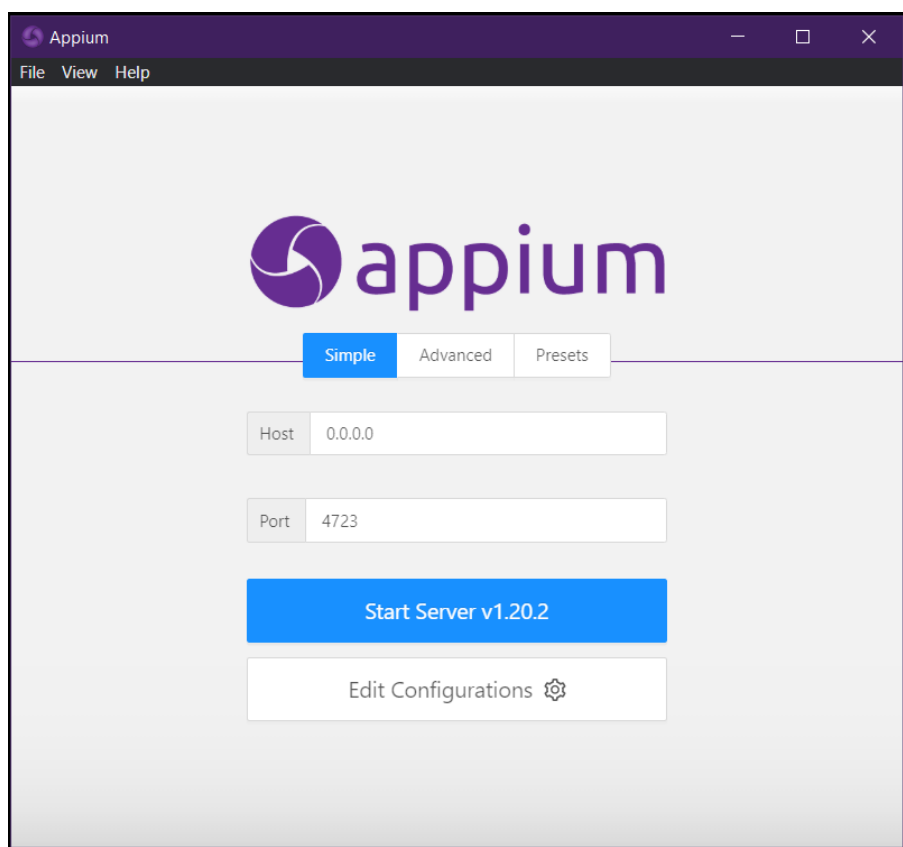 Appium
File View Help
appium
Simple Advanced Presets
Host 0.0.0.0
Port 4723
Start Server v1.20.2
Edit Configurations